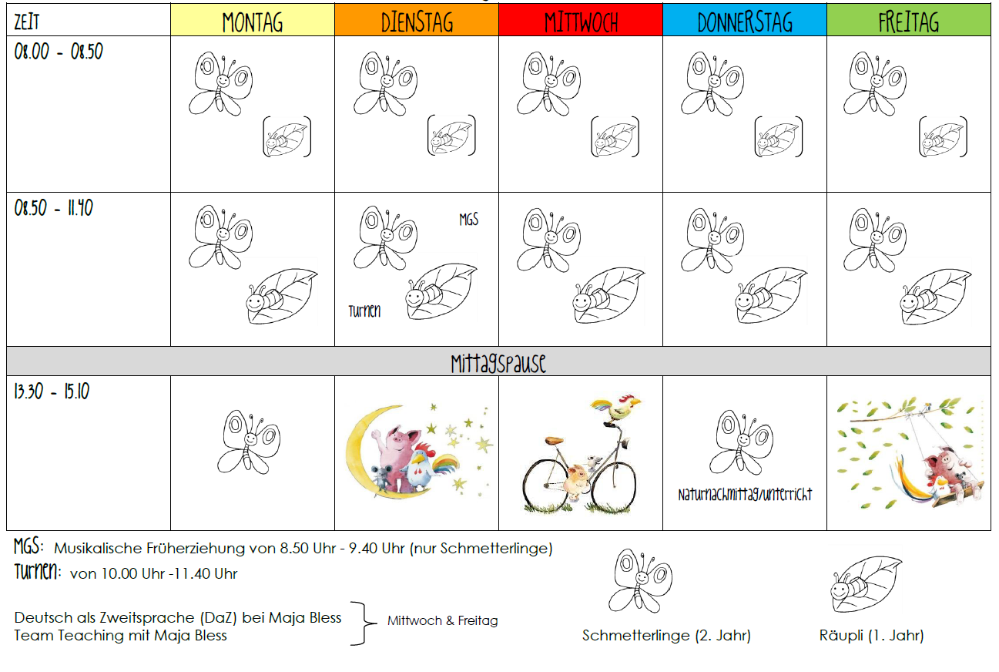 ZEIT MONTAG DIENSTAG MITTWOCH DONNERSTAG FREITAG
08.00 - 08.50
08.50 - 11.40
MGS
Turnen
Mittagspause
13.30 - 15.10
Naturnachmittag/unterricht
MGS: Musikalische Früherziehung von 8.50 Uhr - 9.40 Uhr (nur Schmetterlinge)
Turnen: von 10.00 Uhr -11.40 Uhr
Deutsch als Zweitsprache (DaZ) bei Maja Bless
Team Teaching mit Maja Bless
Mittwoch & Freitag
Schmetterlinge (2. Jahr) Räupli (1. Jahr)